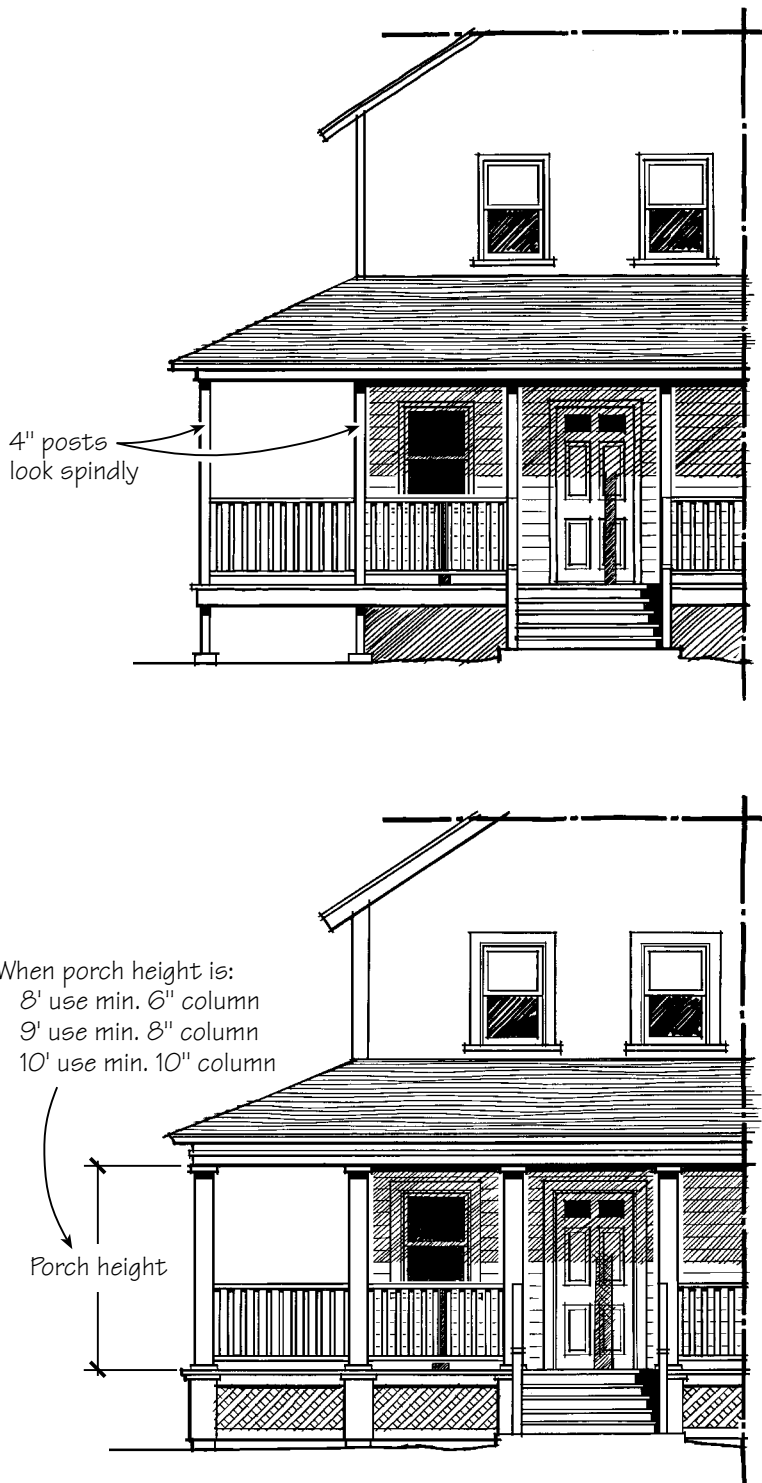 4" posts
look spindly
When porch height is:
8' use min. 6" column
9' use min. 8" column
10' use min. 10" column
Porch height